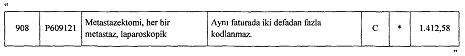 “
908 P609121 Metastazektomi, her bir metastaz, laparoskopik Aynı faturada iki defadan fazla kodlanmaz. C * 1.412,58
”